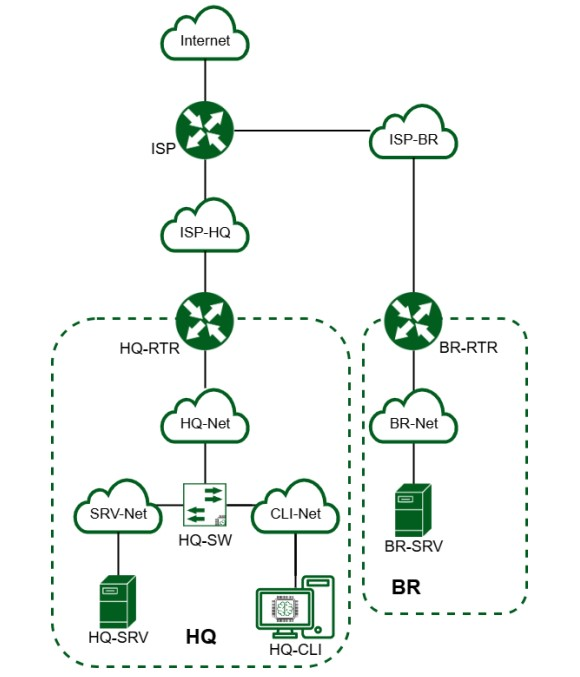 Internet
ISP
ISP-BR
ISP-HQ
HQ-RTR
BR-RTR
HQ-Net
BR-Net
SRV-Net
CLI-Net
HQ-SW
BR-SRV
BR
HQ-SRV
HQ
HQ-CLI